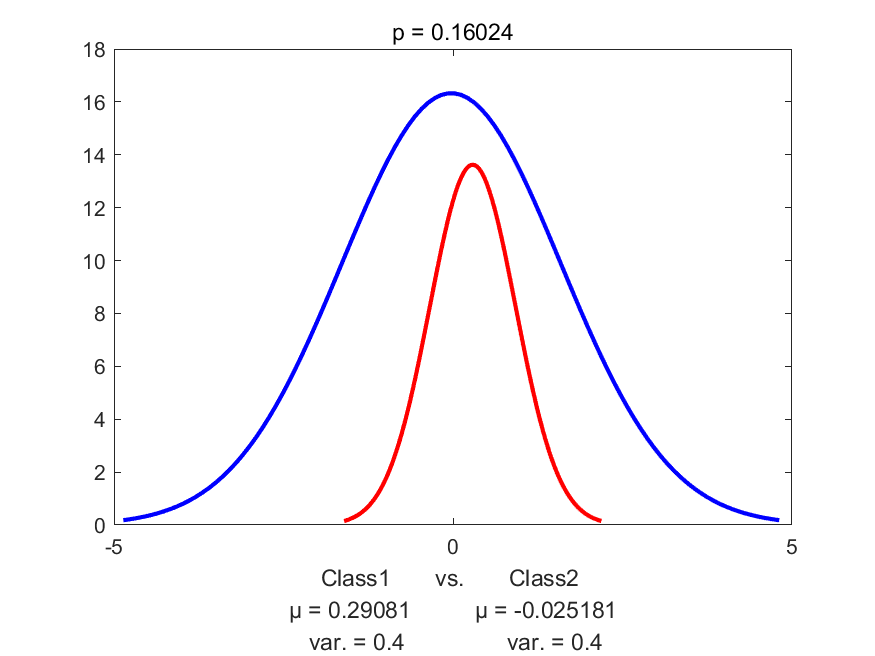 p = 0.16024
18
16
14
12
10
8
6
4
2
0
-5 0 5
Class1 vs. Class2
μ = 0.29081 μ = -0.025181
var. = 0.4 var. = 0.4